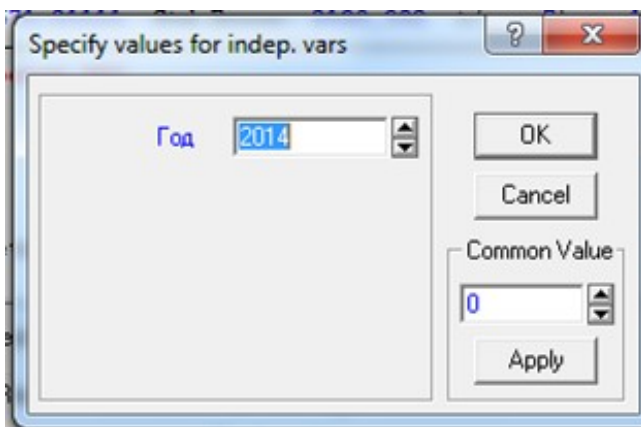 Specify values for indep. vars
Год 2014
OK
Cancel
Common Value
0
Apply